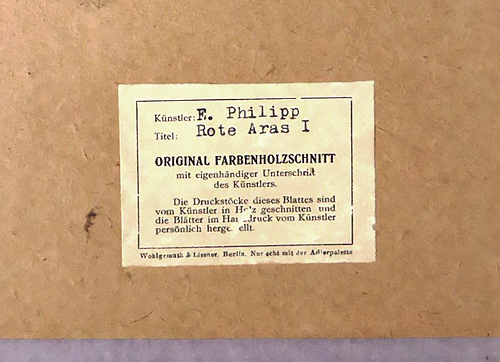 Künstler: E. Philipp
Titel: Rote Aras I
ORIGINAL FARBENHOLZSCHNITT
mit eigenhändiger Unterschrift
des Künstlers.
Die Druckstöcke dieses Blattes sind
vom Künstler in Holz geschnitten und
die Blätter im Handdruck vom Künstler
persönlich hergestellt.
Wohlgemuth & Lissner, Berlin. Nur echt mit der Adlerpalette